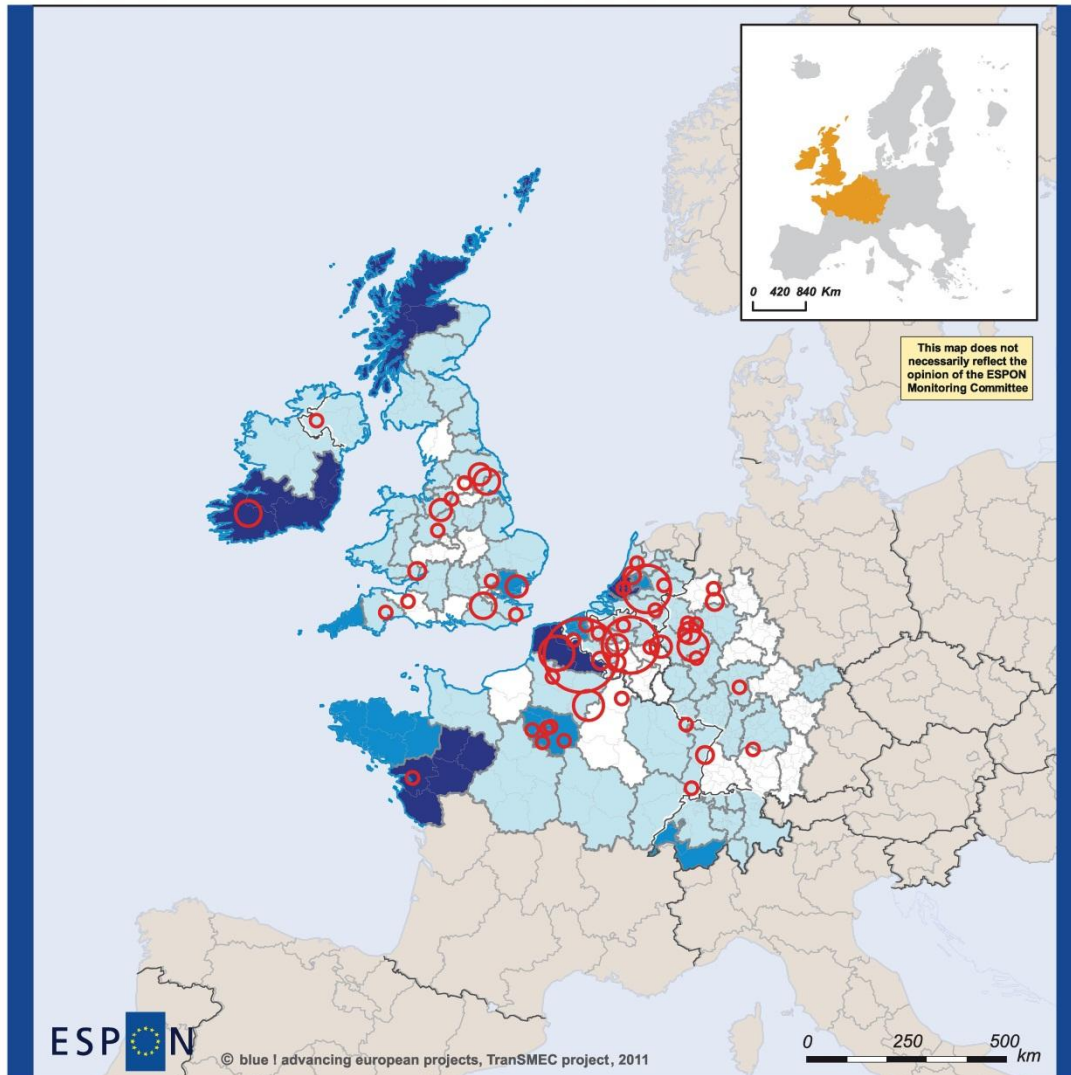 0 420 840 Km
This map does not
necessarily reflect the
opinion of the ESPON
Monitoring Committee
ESPON
© blue ! advancing european projects, TranSMEC project, 2011
0 250 500
km